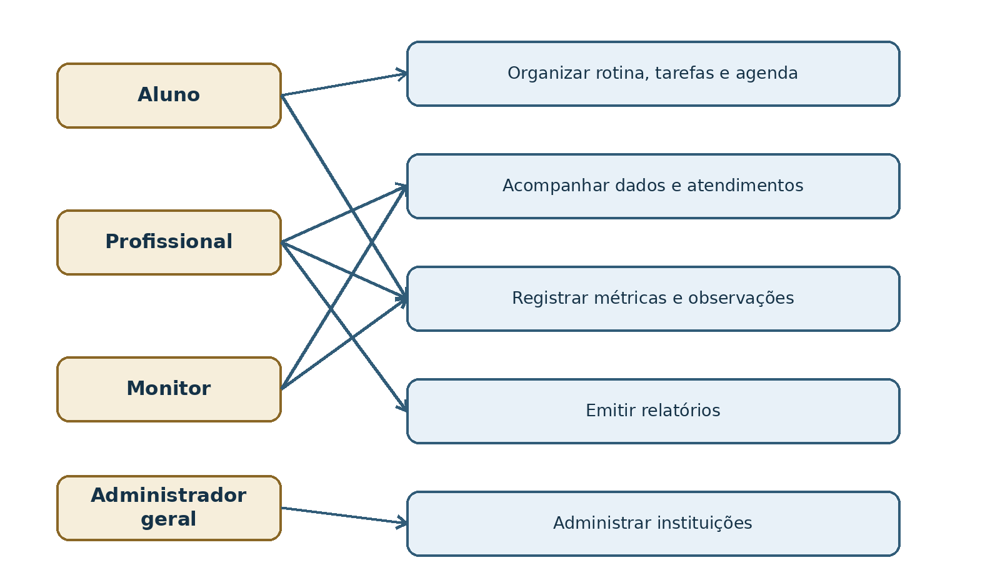 Aluno
Profissional
Monitor
Administrador
geral
Organizar rotina, tarefas e agenda
Acompanhar dados e atendimentos
Registrar métricas e observações
Emitir relatórios
Administrar instituições